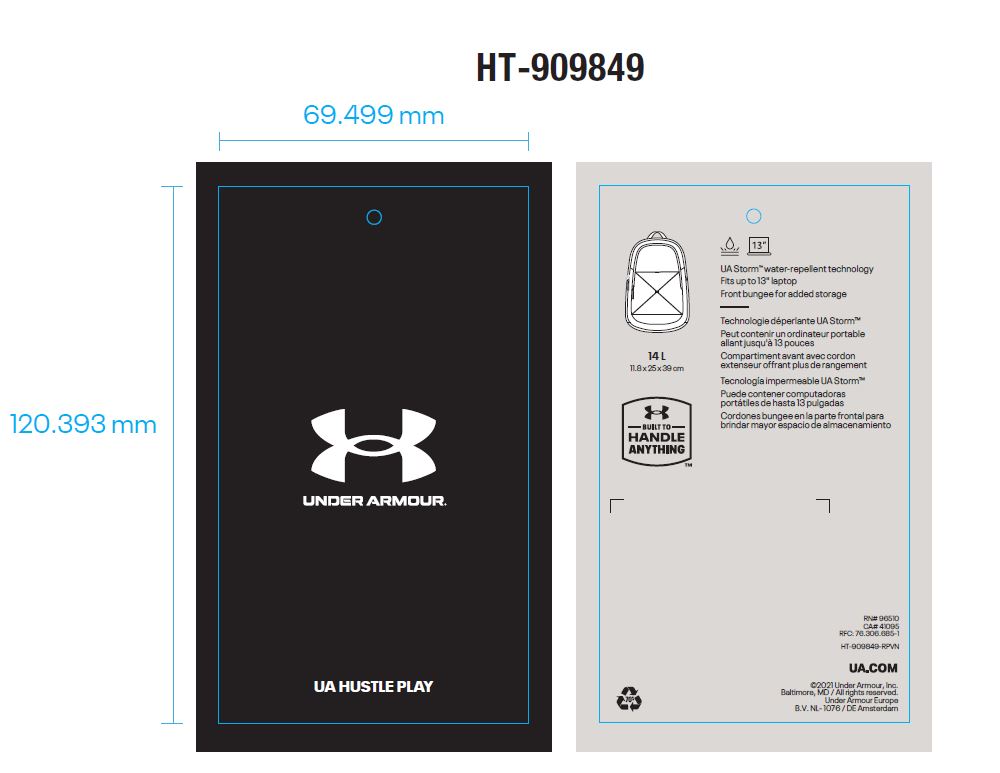 HT-909849
69.499 mm
120.393 mm
UNDER ARMOUR.
UA HUSTLE PLAY
13"
UA Storm™ water-repellent technology
Fits up to 13" laptop
Front bungee for added storage
Technologie déperlante UA Storm™
Peut contenir un ordinateur portable
allant jusqu'à 13 pouces
Compartiment avant avec cordon
extenseur offrant plus de rangement
Tecnología impermeable UA Storm™
Puede contener computadoras
portátiles de hasta 13 pulgadas
Cordones bungee en la parte frontal para
brindar mayor espacio de almacenamiento
14 L
11.8 x 25 x 39 cm
BUILT TO
HANDLE
ANYTHING
™
RN# 96510
CA# 41095
RFC: 76.306.685-1
HT-909849-RPVN
UA.COM
©2021 Under Armour, Inc.
Baltimore, MD / All rights reserved.
Under Armour Europe
B.V. NL- 1076 / DE Amsterdam